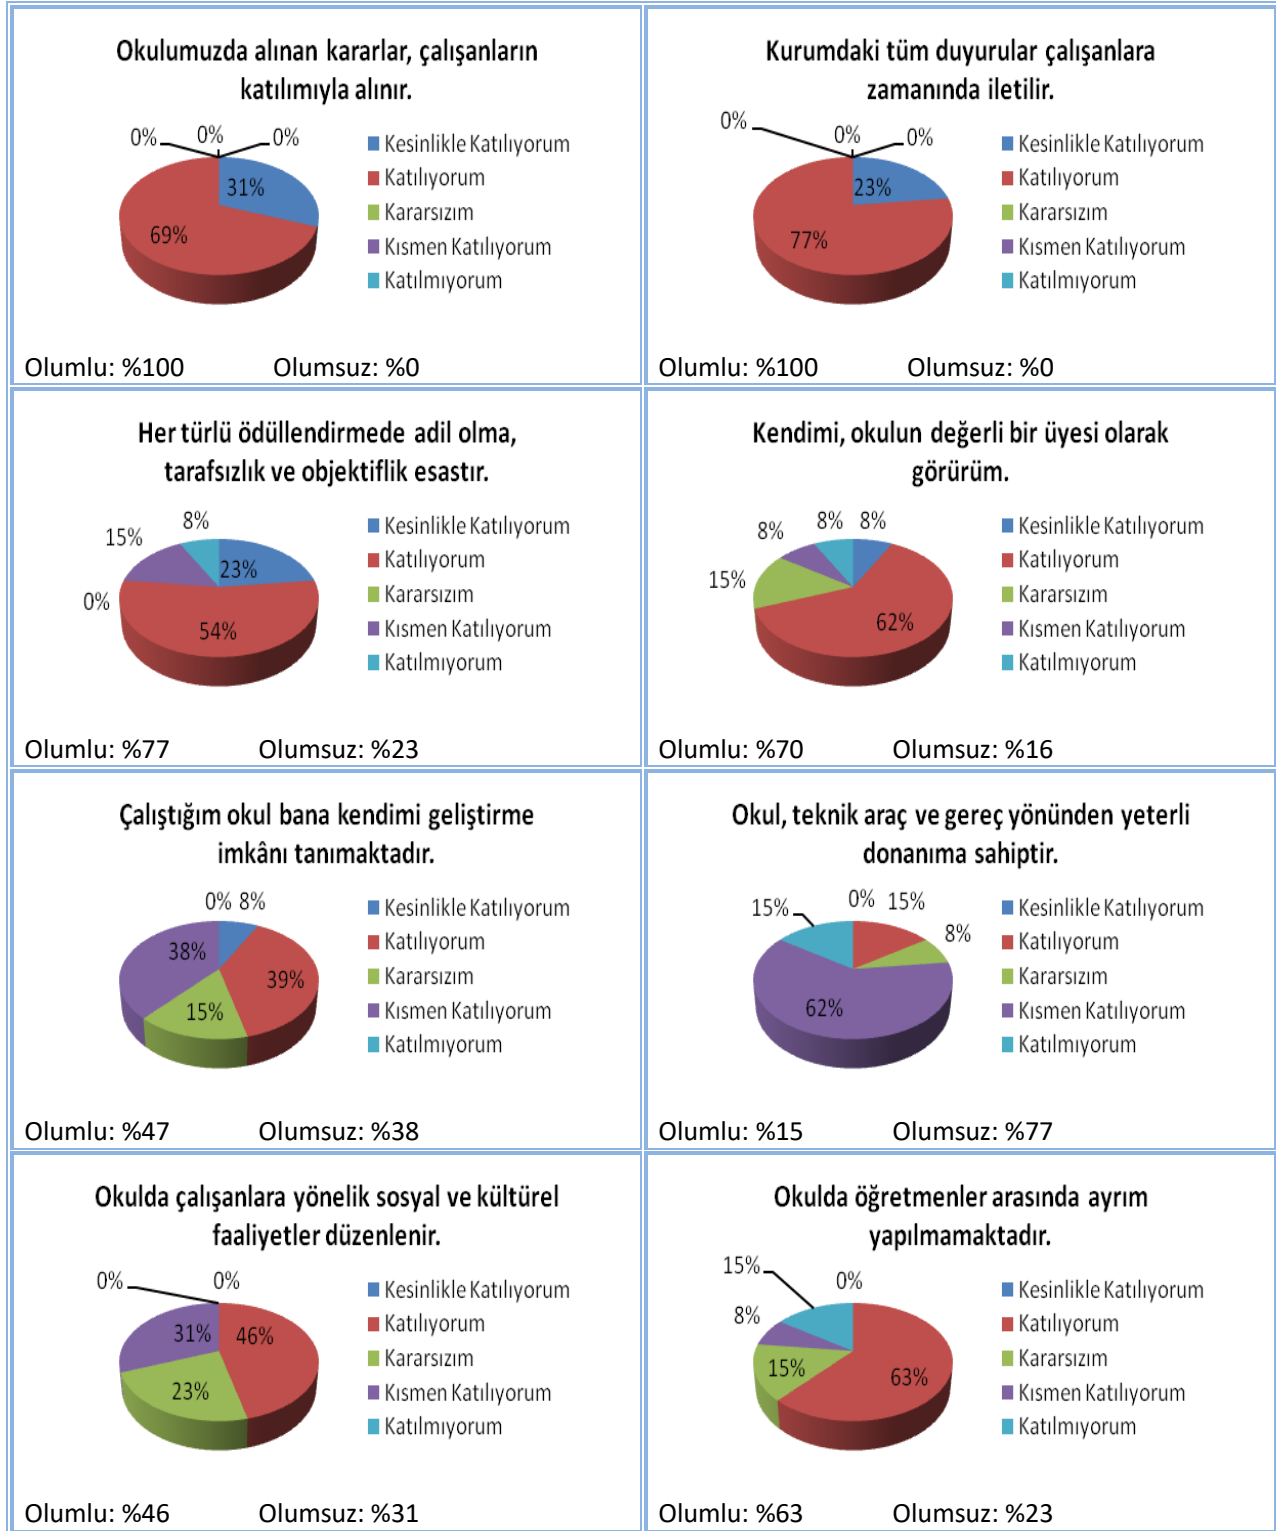 Okulumuzda alınan kararlar, çalışanların
katılımıyla alınır.
0%
0%
0%
31%
69%
Kesinlikle Katılıyorum
Katılıyorum
Kararsızım
Kısmen Katılıyorum
Katılmıyorum
Olumlu: %100 Olumsuz: %0
Kurumdaki tüm duyurular çalışanlara
zamanında iletilir.
0%
0%
0%
23%
77%
Kesinlikle Katılıyorum
Katılıyorum
Kararsızım
Kısmen Katılıyorum
Katılmıyorum
Olumlu: %100 Olumsuz: %0
Her türlü ödüllendirmede adil olma,
tarafsızlık ve objektiflik esastır.
8%
15%
23%
0%
54%
Kesinlikle Katılıyorum
Katılıyorum
Kararsızım
Kısmen Katılıyorum
Katılmıyorum
Olumlu: %77 Olumsuz: %23
Kendimi, okulun değerli bir üyesi olarak
görürüm.
8% 8%
8%
15%
62%
Kesinlikle Katılıyorum
Katılıyorum
Kararsızım
Kısmen Katılıyorum
Katılmıyorum
Olumlu: %70 Olumsuz: %16
Çalıştığım okul bana kendimi geliştirme
imkânı tanımaktadır.
0% 8%
38%
39%
15%
Kesinlikle Katılıyorum
Katılıyorum
Kararsızım
Kısmen Katılıyorum
Katılmıyorum
Olumlu: %47 Olumsuz: %38
Okul, teknik araç ve gereç yönünden yeterli
donanıma sahiptir.
15%
0% 15%
8%
62%
Kesinlikle Katılıyorum
Katılıyorum
Kararsızım
Kısmen Katılıyorum
Katılmıyorum
Olumlu: %15 Olumsuz: %77
Okulda çalışanlara yönelik sosyal ve kültürel
faaliyetler düzenlenir.
0%
0%
31%
46%
23%
Kesinlikle Katılıyorum
Katılıyorum
Kararsızım
Kısmen Katılıyorum
Katılmıyorum
Olumlu: %46 Olumsuz: %31
Okulda öğretmenler arasında ayrım
yapılmamaktadır.
15%
0%
8%
15%
63%
Kesinlikle Katılıyorum
Katılıyorum
Kararsızım
Kısmen Katılıyorum
Katılmıyorum
Olumlu: %63 Olumsuz: %23